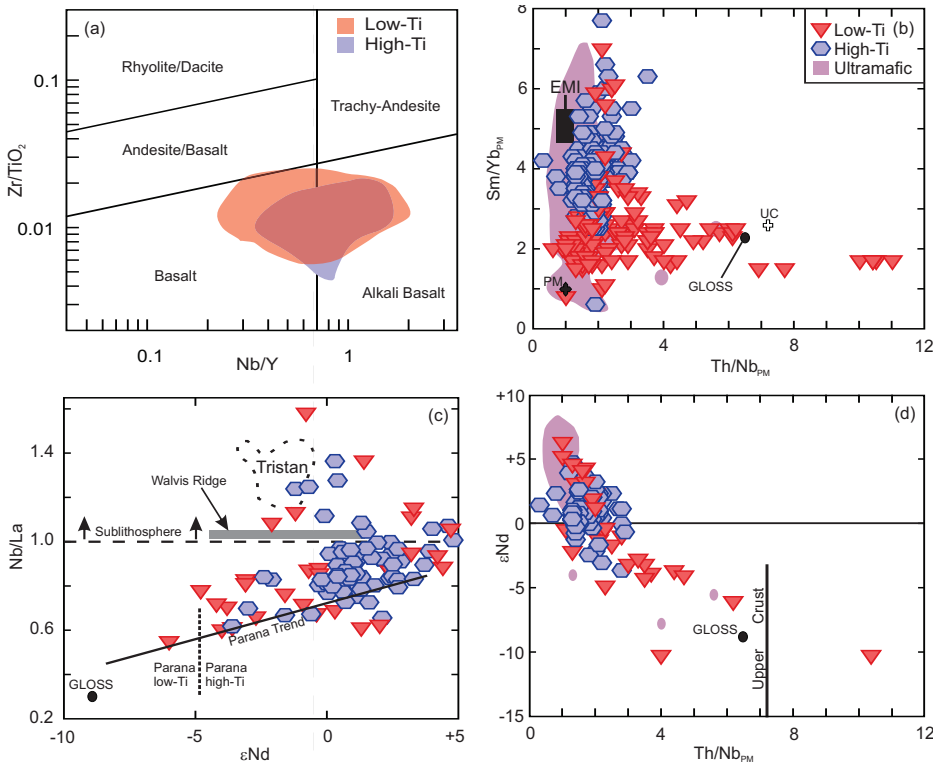 (a)
Low-Ti
High-Ti
Rhyolite/Dacite
Trachy-Andesite
Andesite/Basalt
Basalt
Alkali Basalt
0.1
0.01
Zr/TiO2
0.1
1
Nb/Y
(b)
Low-Ti
High-Ti
Ultramafic
EMI
UC
GLOSS
PM
8
6
4
2
0
Sm/YbPM
0
4
8
12
Th/NbPM
(c)
Tristan
Walvis Ridge
Sublithosphere
Parana Trend
Parana
low-Ti
Parana
high-Ti
GLOSS
1.4
1.0
0.6
0.2
Nb/La
-10
-5
0
+5
εNd
(d)
GLOSS
Upper Crust
+10
+5
0
-5
-10
-15
εNd
0
4
8
12
Th/NbPM